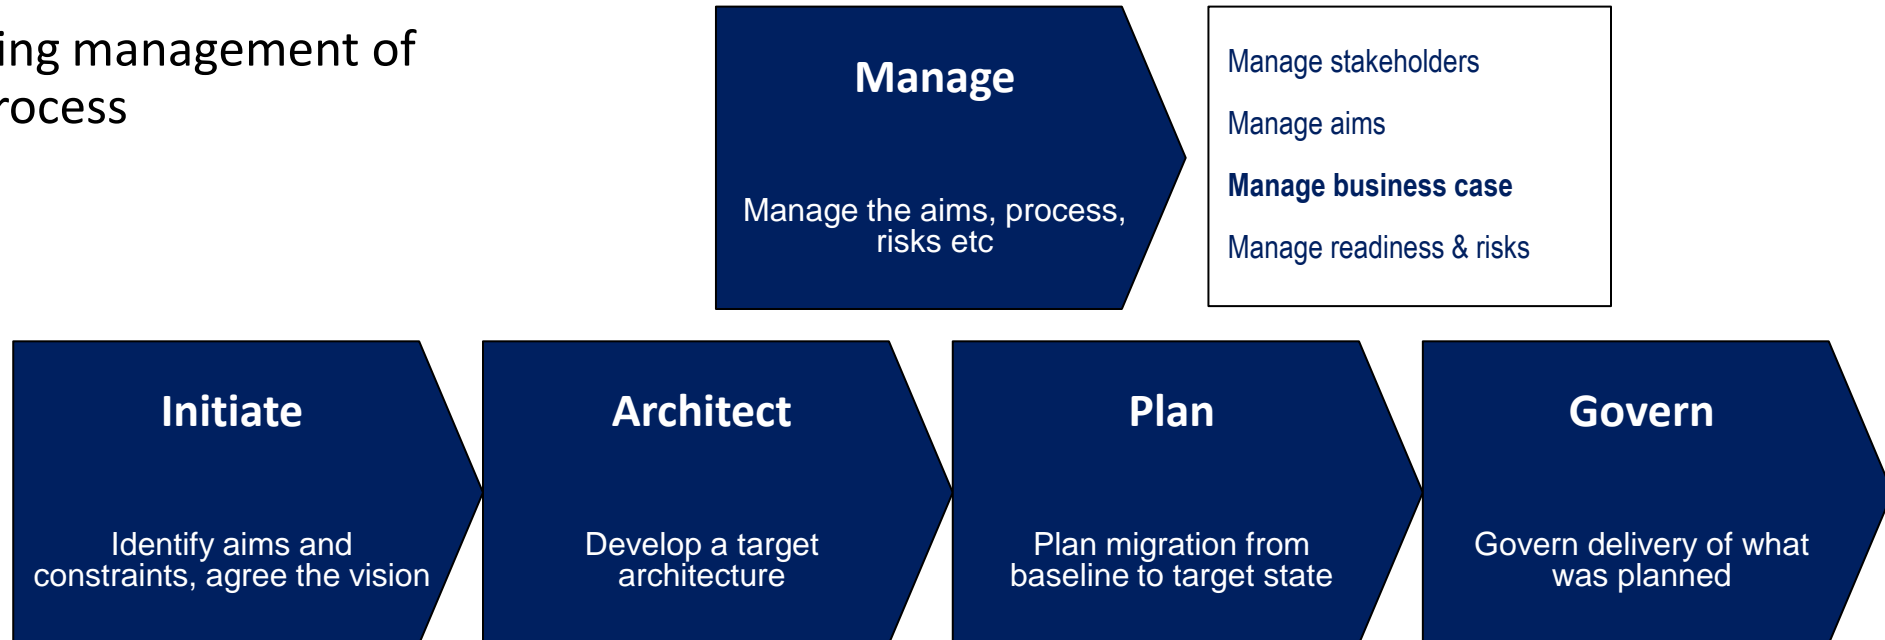 ing management of
rocess
Manage
Manage the aims, process,
risks etc
Manage stakeholders
Manage aims
Manage business case
Manage readiness & risks
Initiate
Identify aims and
constraints, agree the vision
Architect
Develop a target
architecture
Plan
Plan migration from
baseline to target state
Govern
Govern delivery of what
was planned